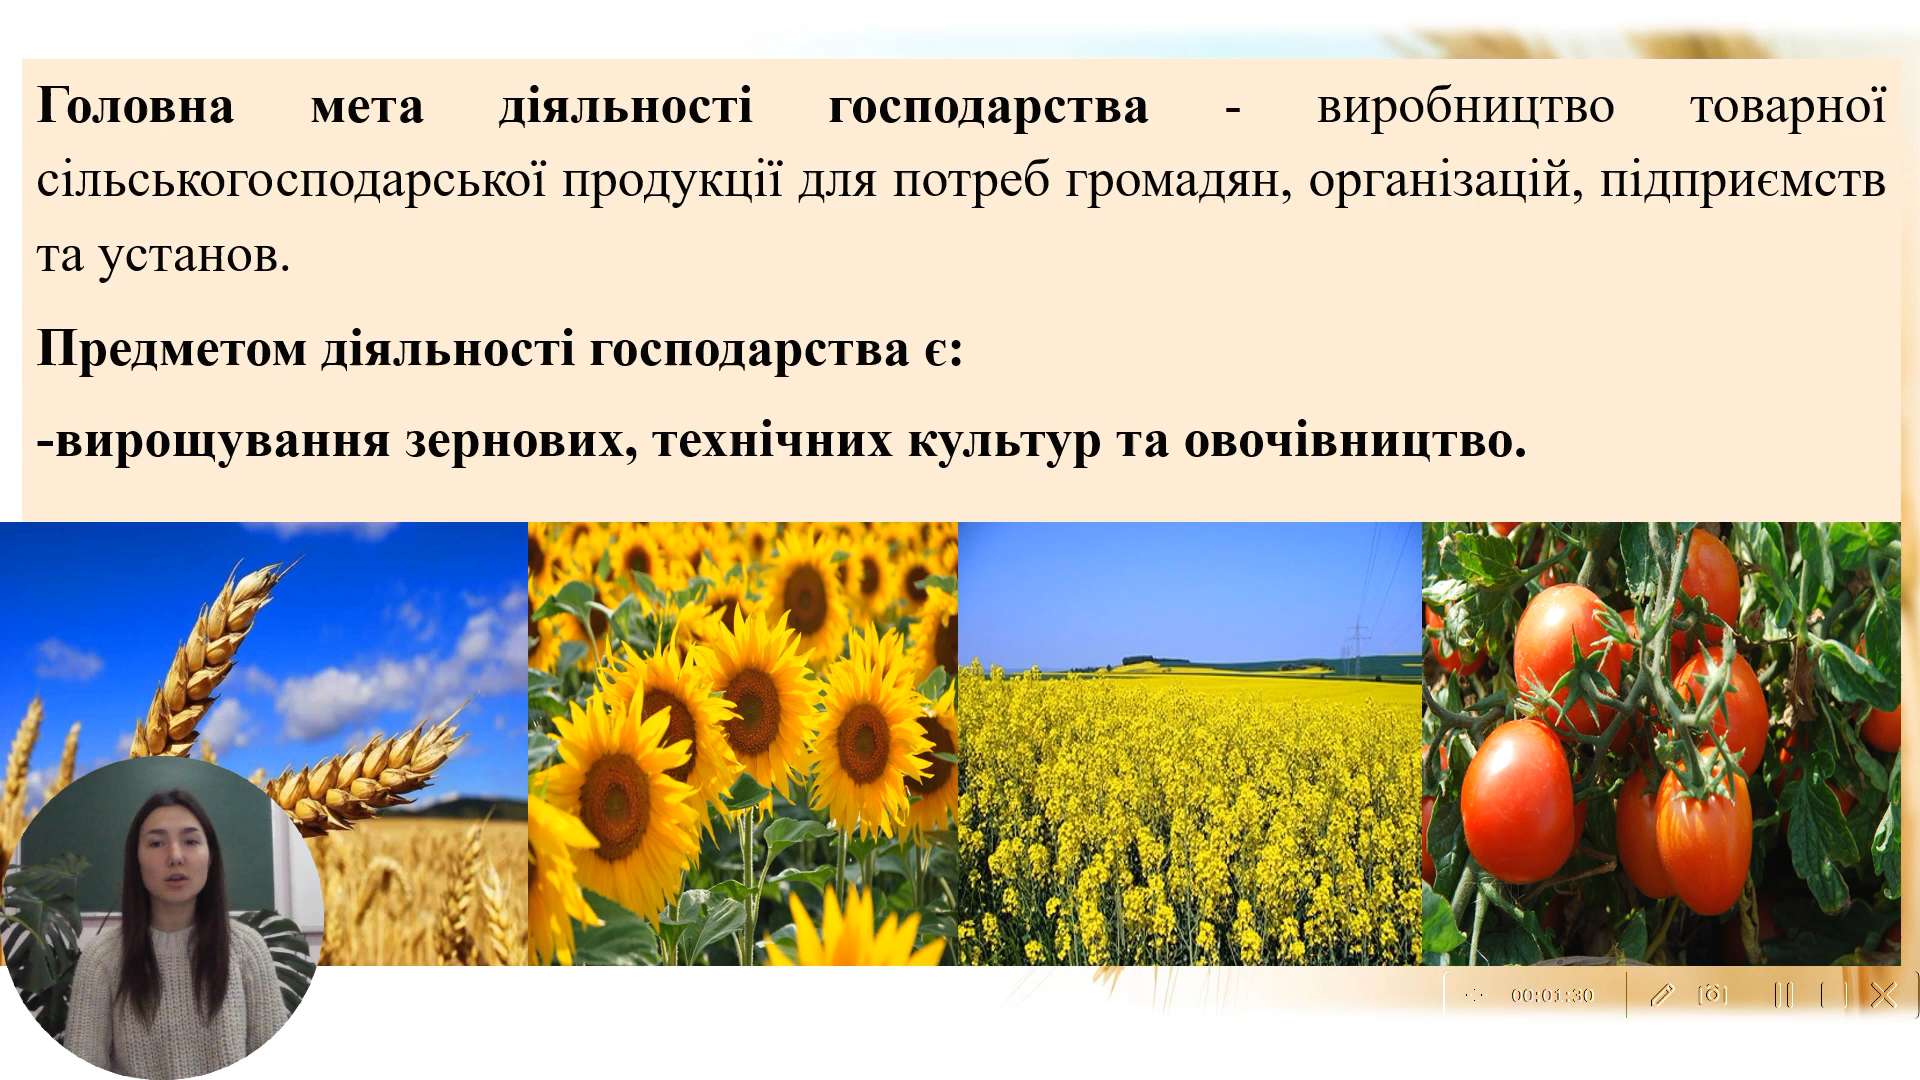 Головна мета діяльності господарства - виробництво товарної
сільськогосподарської продукції для потреб громадян, організацій, підприємств
та установ.
Предметом діяльності господарства є:
-вирощування зернових, технічних культур та овочівництво.
00:01:30